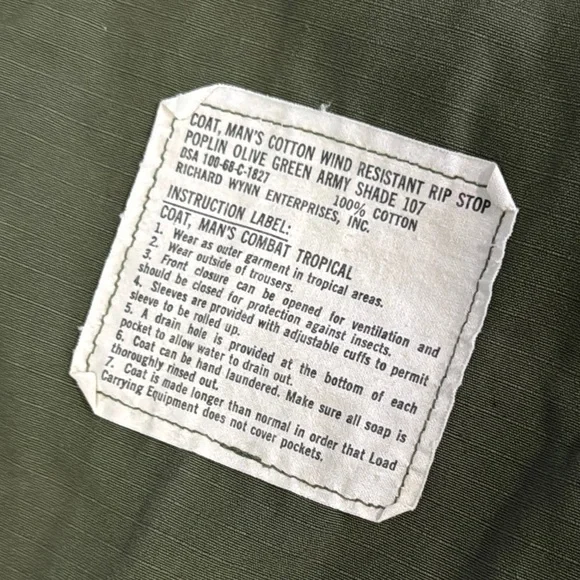 COAT, MAN'S COTTON WIND RESISTANT RIP STOP
POPLIN OLIVE GREEN ARMY SHADE 107
DSA 100-68-C-1827 100% COTTON
RICHARD WYNN ENTERPRISES, INC.
INSTRUCTION LABEL:
COAT, MAN'S COMBAT TROPICAL
1. Wear as outer garment in tropical areas.
2. Wear outside of trousers.
3. Front closure can be opened for ventilation and
should be closed for protection against insects.
4. Sleeves are provided with adjustable cuffs to permit
sleeve to be rolled up.
5. A drain hole is provided at the bottom of each
pocket to allow water to drain out.
6. Coat can be hand laundered. Make sure all soap is
thoroughly rinsed out.
7. Coat is made longer than normal in order that Load
Carrying Equipment does not cover pockets.